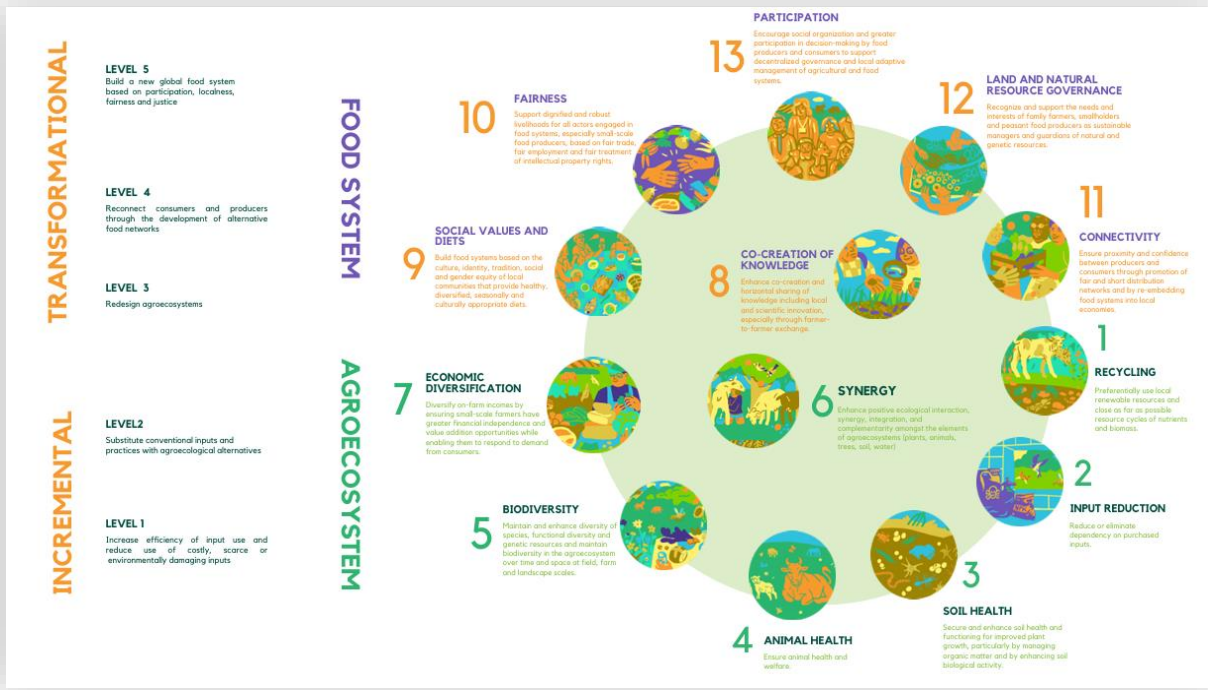 TRANSFORMATIONAL
INCREMENTAL
LEVEL 5
Build a new global food system
based on participation, localness,
fairness and justice
LEVEL 4
Reconnect consumers and producers
through the development of alternative
food networks
LEVEL 3
Redesign agroecosystems
LEVEL2
Substitute conventional inputs and
practices with agroecological alternatives
LEVEL 1
Increase efficiency of input use and
reduce use of costly, scarce or
environmentally damaging inputs
FOOD SYSTEM
AGROECOSYSTEM
13
PARTICIPATION
Encourage social organization and greater
participation in decision-making by food
producers and consumers to support
decentralized governance and local adaptive
management of agricultural and food
systems.
10
FAIRNESS
Support dignified and robust
livelihoods for all actors engaged in
food systems, especially small-scale
food producers, based on fair trade,
fair employment and fair treatment
of intellectual property rights.
12
LAND AND NATURAL
RESOURCE GOVERNANCE
Recognize and support the needs and
interests of family farmers, smallholders
and peasant food producers as sustainable
managers and guardians of natural and
genetic resources.
11
CONNECTIVITY
Ensure proximity and confidence
between producers and
consumers through promotion of
fair and short distribution
networks and by re-embedding
food systems into local
economies.
9
SOCIAL VALUES AND
DIETS
Build food systems based on the
culture, identity, tradition, social
and gender equity of local
communities that provide healthy,
diversified, seasonally and
culturally appropriate diets.
8
CO-CREATION OF
KNOWLEDGE
Enhance co-creation and
horizontal sharing of
knowledge including local
and scientific innovation,
especially through farmer-
to-farmer exchange.
1
RECYCLING
Preferentially use local
renewable resources and
close as far as possible
resource cycles of nutrients
and biomass.
7
ECONOMIC
DIVERSIFICATION
Diversify on-farm incomes by
ensuring small-scale farmers have
greater financial independence and
value addition opportunities while
enabling them to respond to demand
from consumers.
6
SYNERGY
Enhance positive ecological interaction,
synergy, integration, and
complementarity amongst the elements
of agroecosystems (plants, animals,
trees, soil, water)
2
INPUT REDUCTION
Reduce or eliminate
dependency on purchased
inputs.
5
BIODIVERSITY
Maintain and enhance diversity of
species, functional diversity and
genetic resources and maintain
biodiversity in the agroecosystem
over time and space at field, farm
and landscape scales.
3
SOIL HEALTH
Secure and enhance soil health and
functioning for improved plant
growth, particularly by managing
organic matter and by enhancing soil
biological activity.
4
ANIMAL HEALTH
Ensure animal health and
welfare.